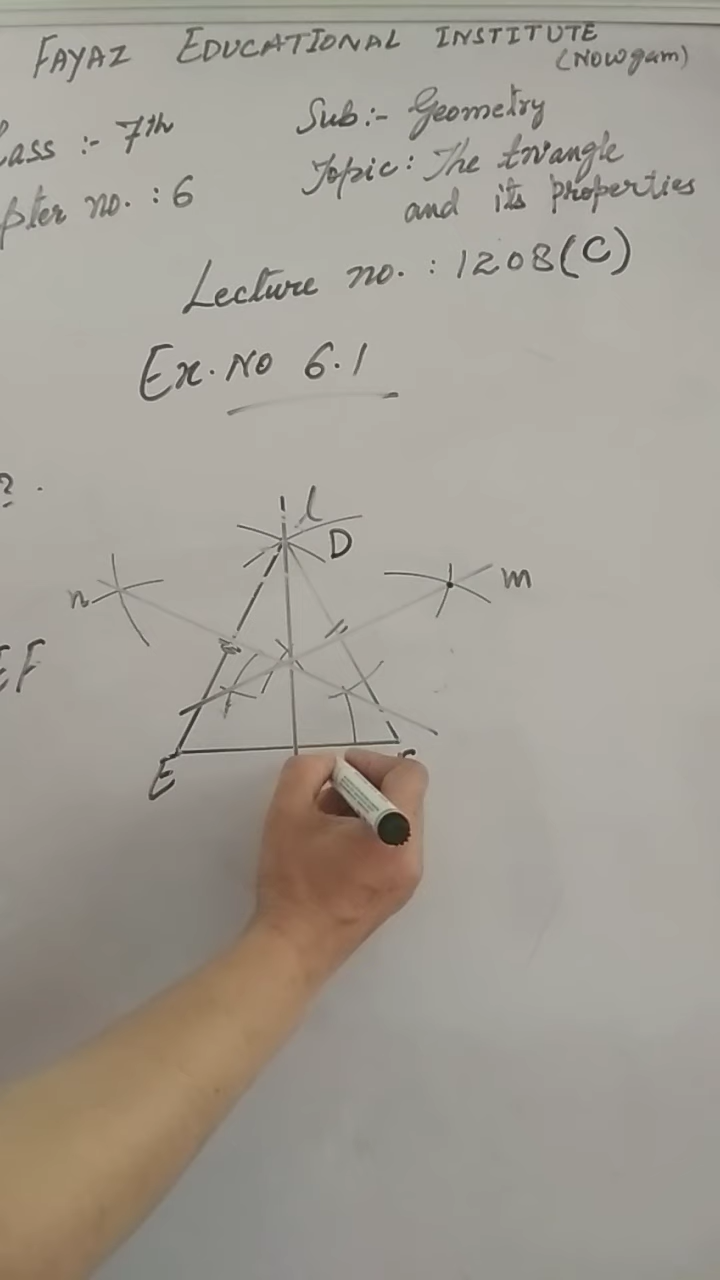 FAYAZ EDUCATIONAL INSTITUTE
(Nowgam)
ass :- 7th
Sub:- Geometry
pter no. : 6
Topic: The triangle
and its properties
Lecture no. : 1208(C)
Ex. No 6.1
? .
l
D
n
m
EF
E